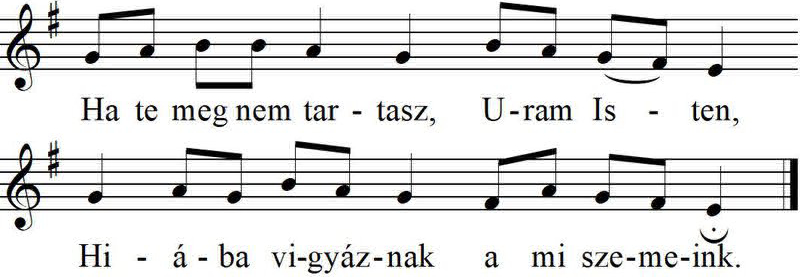 Ha te meg nem tar - tasz, U-ram Is - ten,
Hi - á - ba vi-gyáz-nak a mi sze-me-ink.